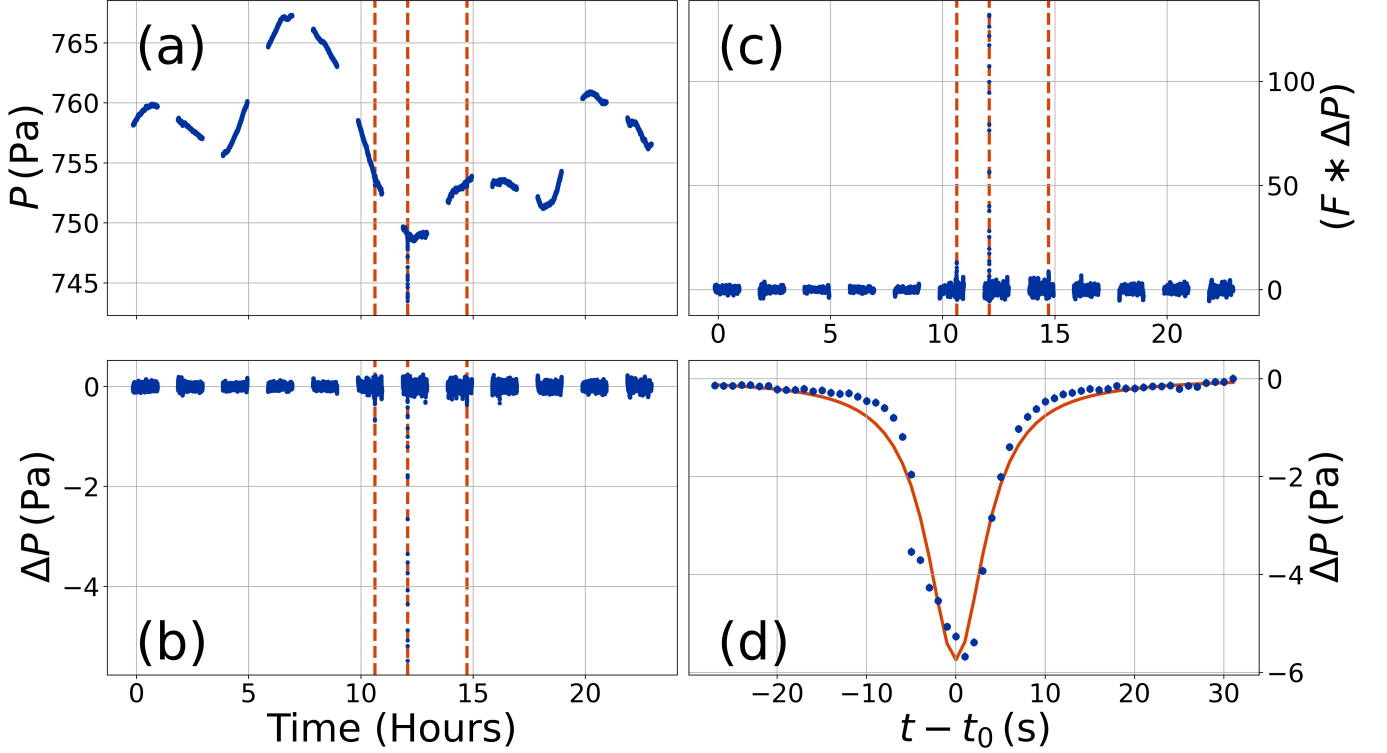 (a)
765
760
755
750
745
P (Pa)
(c)
100
50
0
(F ∗ ΔP)
0 5 10 15 20
(b)
0
−2
−4
ΔP (Pa)
0 5 10 15 20
Time (Hours)
(d)
0
−2
−4
−6
ΔP (Pa)
−20 −10 0 10 20 30
t − t₀ (s)